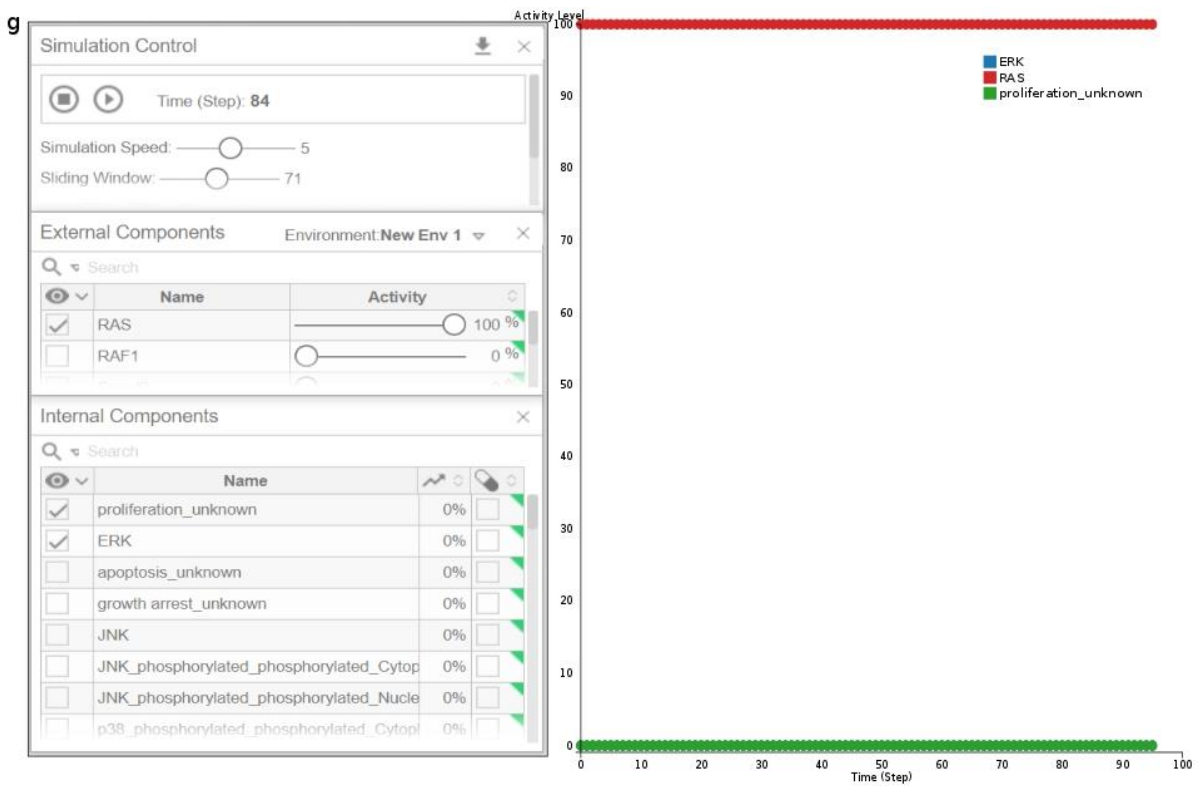 g
Simulation Control
Time (Step): 84
Simulation Speed: 5
Sliding Window: 71
External Components Environment:New Env 1
Search
Name Activity
RAS 100 %
RAF1 0 %
Internal Components
Search
Name
proliferation_unknown 0%
ERK 0%
apoptosis_unknown 0%
growth arrest_unknown 0%
JNK 0%
JNK_phosphorylated_phosphorylated_Cytop 0%
JNK_phosphorylated_phosphorylated_Nucle 0%
p38_phosphorylated_phosphorylated_Cytopl 0%
Activity Level
100
90
80
70
60
50
40
30
20
10
0
ERK
RAS
proliferation_unknown
0 10 20 30 40 50 60 70 80 90 100
Time (Step)